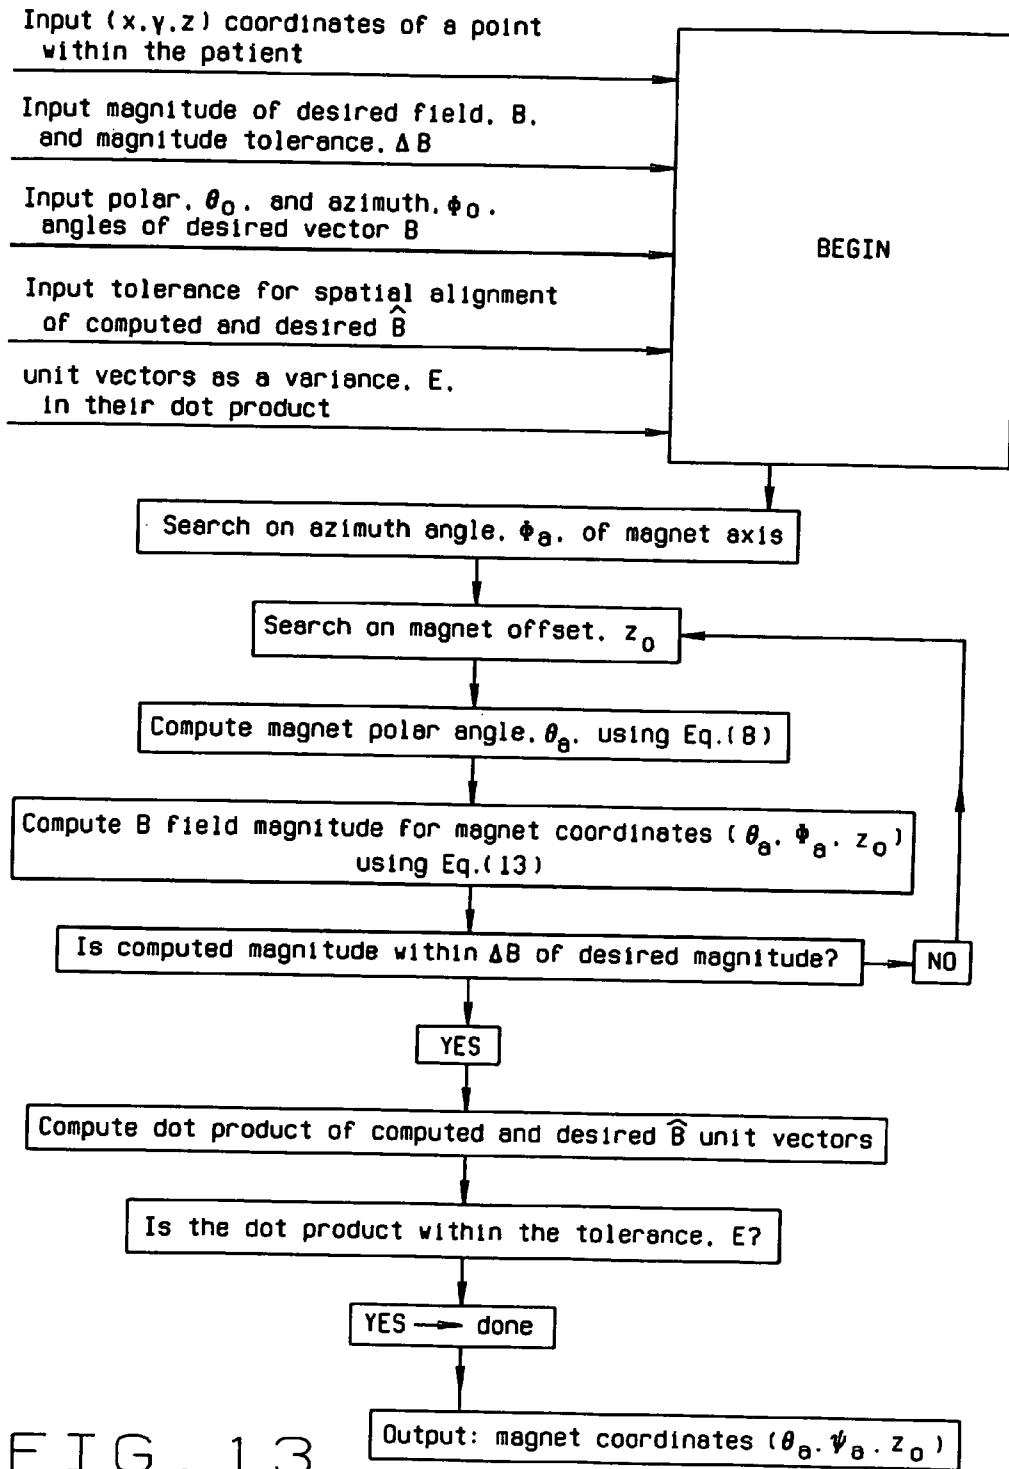 Input (x.y.z) coordinates of a point
within the patient
Input magnitude of desired field. B.
and magnitude tolerance. ΔB
Input polar. θo. and azimuth. ϕo.
angles of desired vector B
Input tolerance for spatial alignment
of computed and desired B̂
unit vectors as a variance. E.
in their dot product
BEGIN
Search on azimuth angle. Φa. of magnet axis
Search on magnet offset. zo
Compute magnet polar angle. θa. using Eq.(8)
Compute B field magnitude for magnet coordinates (θa. Φa. zo)
using Eq.(13)
Is computed magnitude within ΔB of desired magnitude?
NO
YES
Compute dot product of computed and desired B̂ unit vectors
Is the dot product within the tolerance. E?
YES → done
Output: magnet coordinates (θa. ψa. zo)
FIG. 13